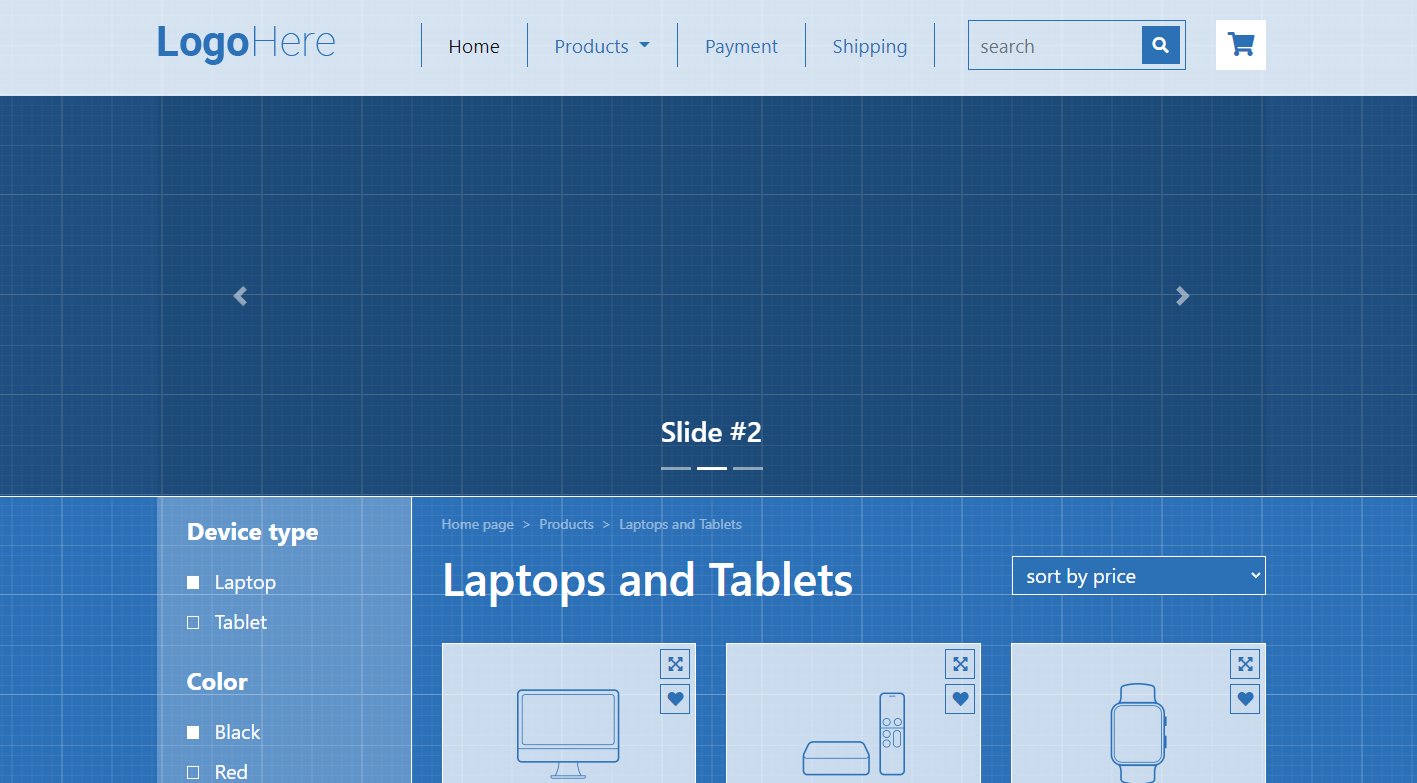 LogoHere
Home
Products
Payment
Shipping
search
Slide #2
Device type
Laptop
Tablet
Color
Black
Red
Home page > Products > Laptops and Tablets
Laptops and Tablets
sort by price